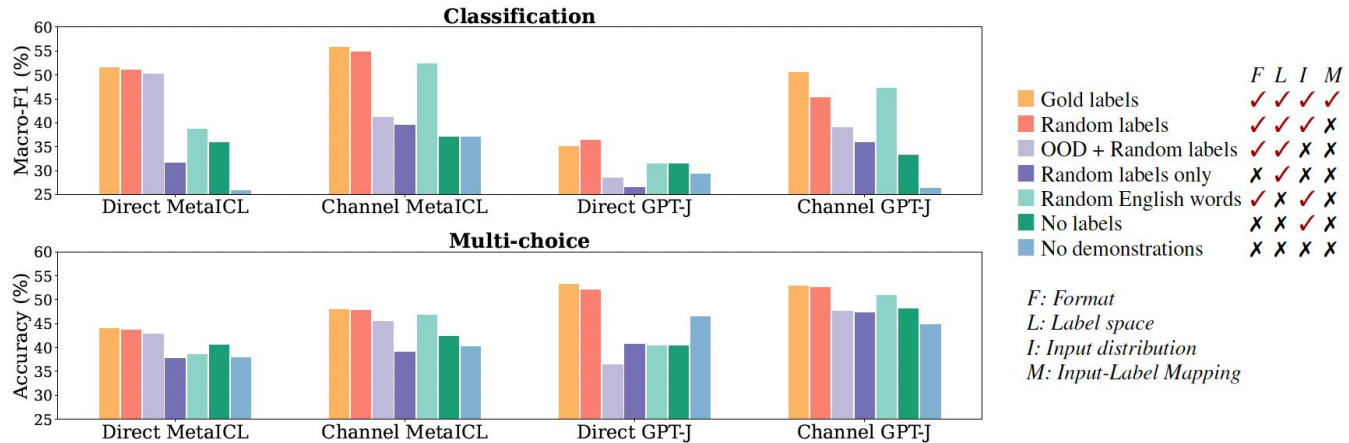 Classification
Macro-F1 (%)
60
55
50
45
40
35
30
25
Direct MetaICL Channel MetaICL Direct GPT-J Channel GPT-J
Multi-choice
Accuracy (%)
60
55
50
45
40
35
30
25
Direct MetaICL Channel MetaICL Direct GPT-J Channel GPT-J
F L I M
Gold labels ✓ ✓ ✓ ✓
Random labels ✓ ✓ ✓ ✗
OOD + Random labels ✓ ✓ ✗ ✗
Random labels only ✗ ✓ ✗ ✗
Random English words ✓ ✗ ✓ ✗
No labels ✗ ✗ ✓ ✗
No demonstrations ✗ ✗ ✗ ✗
F: Format
L: Label space
I: Input distribution
M: Input-Label Mapping